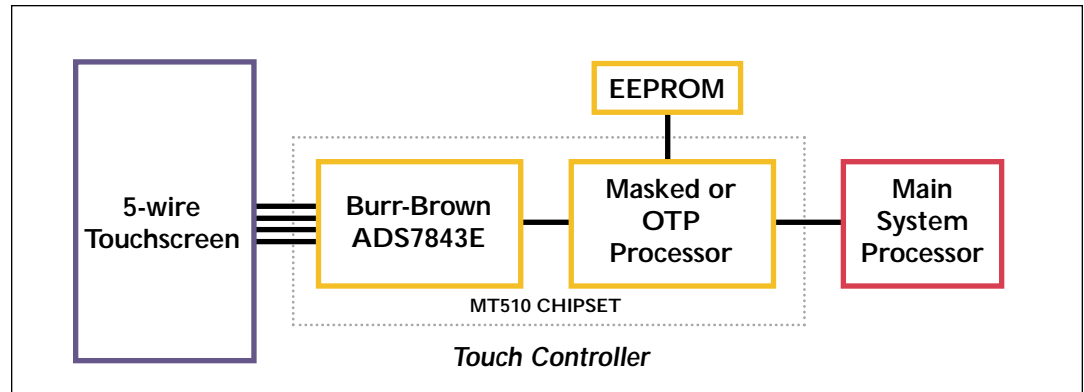 5-wire
Touchscreen
Burr-Brown
ADS7843E
EEPROM
Masked or
OTP
Processor
Main
System
Processor
MT510 CHIPSET
Touch Controller